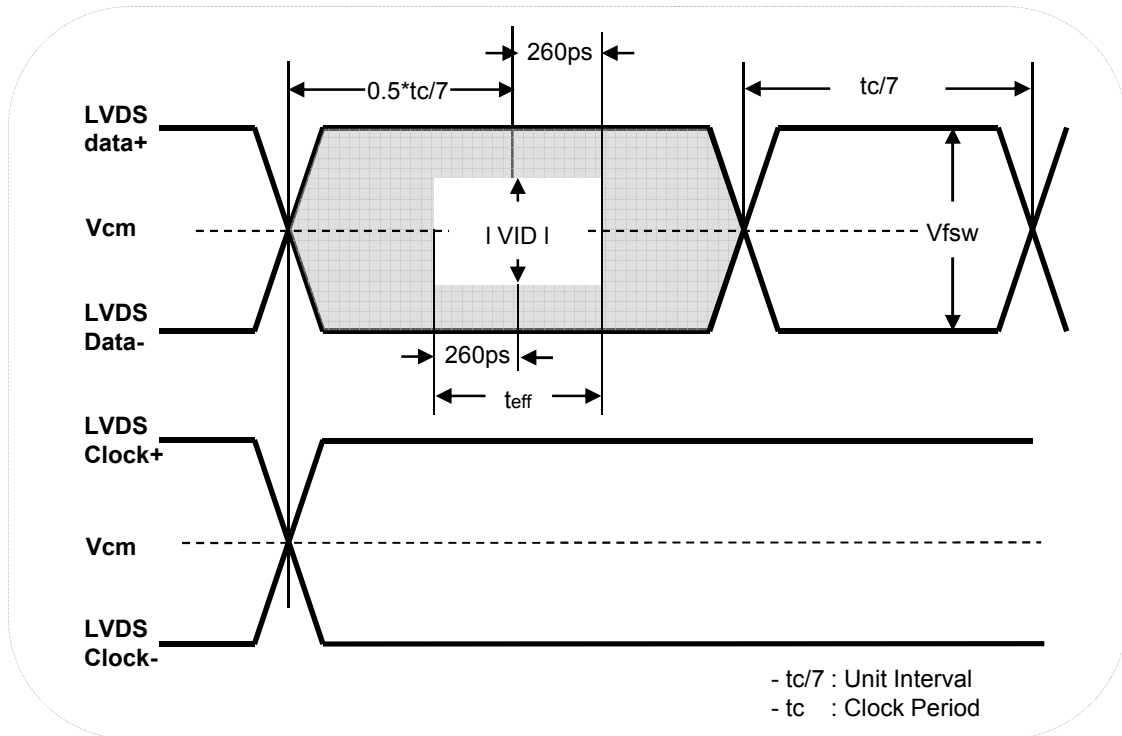 260ps
0.5*tc/7
tc/7
LVDS
data+
Vcm
l VID l
Vfsw
LVDS
Data-
260ps
teff
LVDS
Clock+
Vcm
LVDS
Clock-
- tc/7 : Unit Interval
- tc : Clock Period